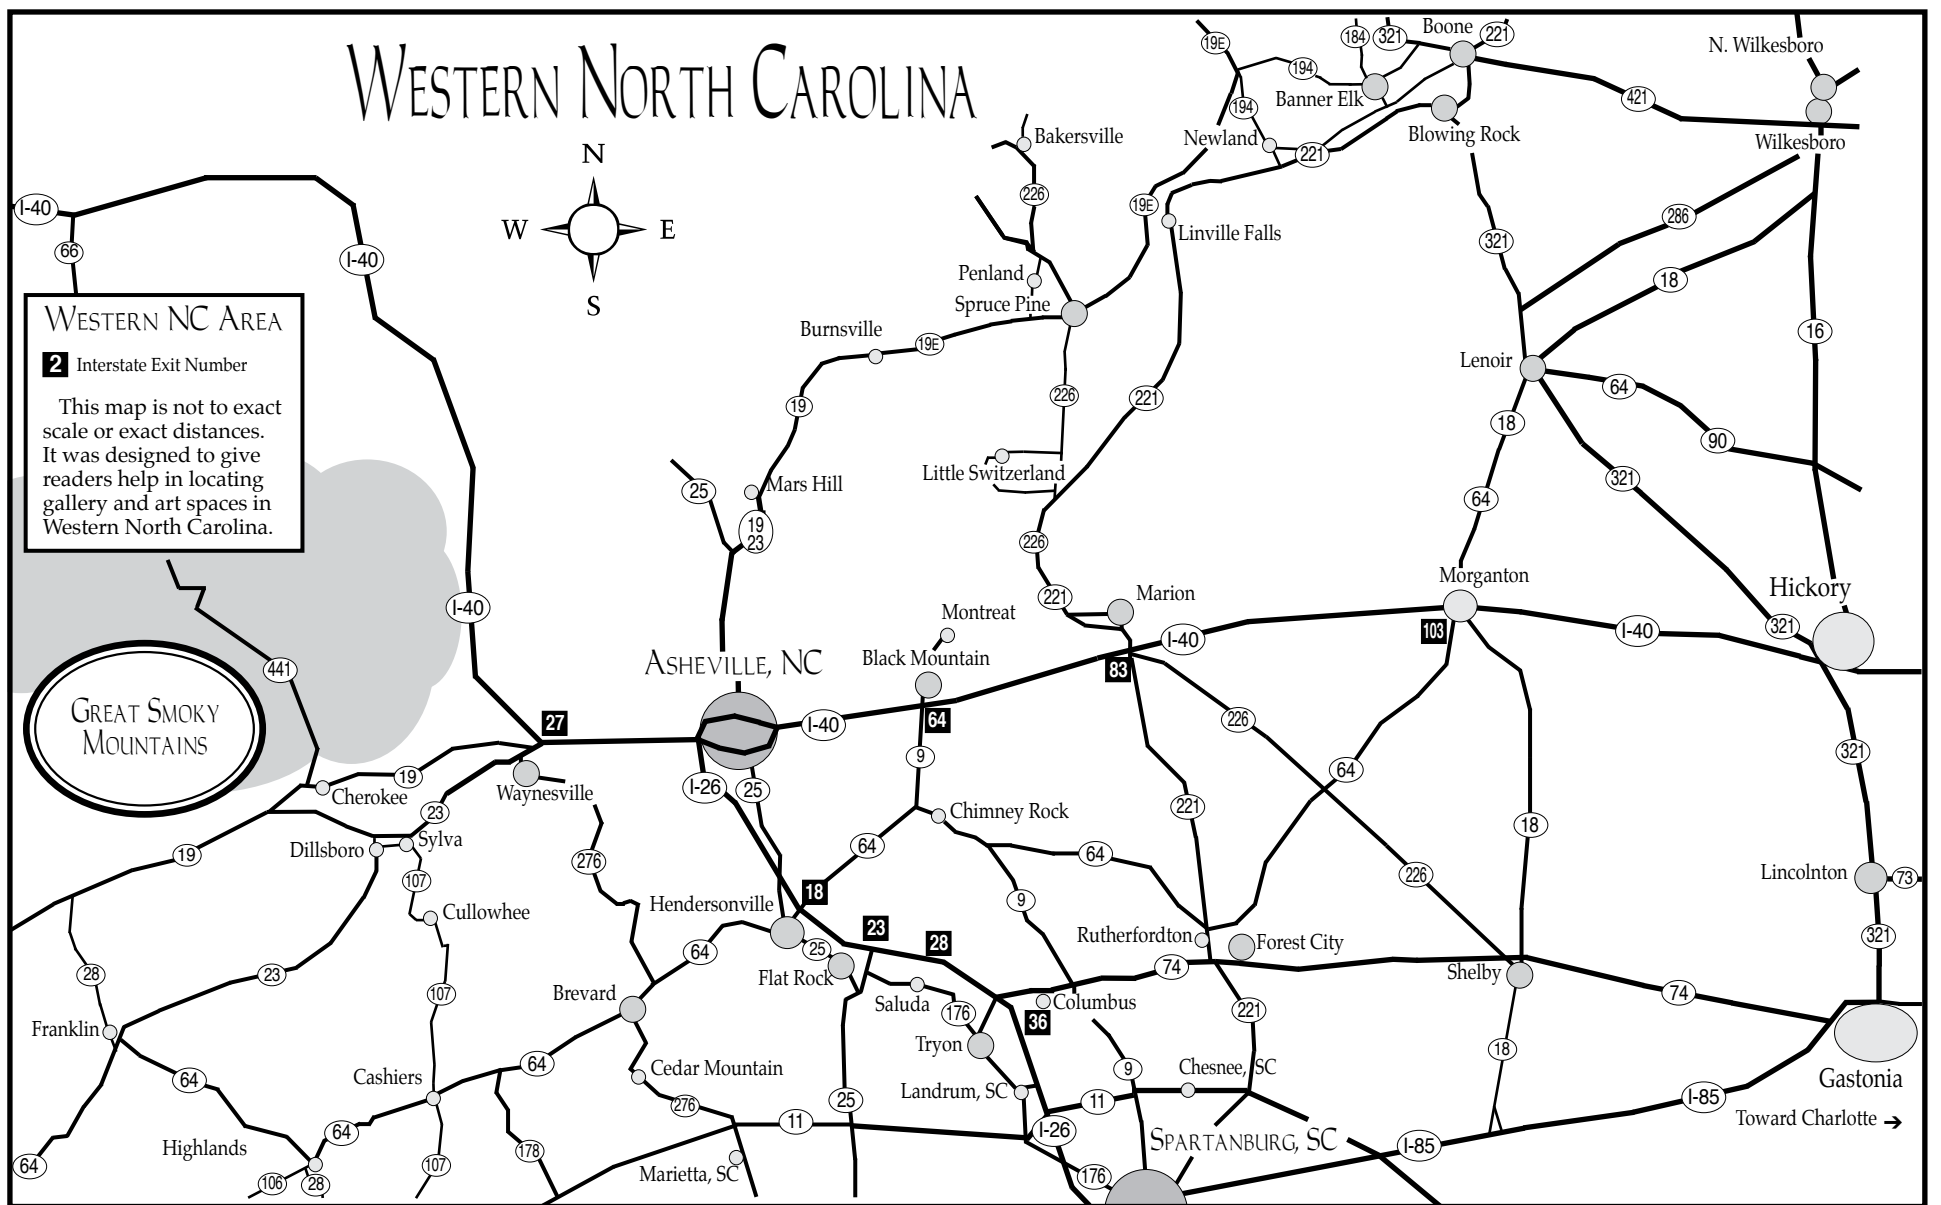 WESTERN NORTH CAROLINA
N
W
E
S
I-40
66
I-40
WESTERN NC AREA
2 Interstate Exit Number
This map is not to exact
scale or exact distances.
It was designed to give
readers help in locating
gallery and art spaces in
Western North Carolina.
19E
194
184
321
Boone
221
N. Wilkesboro
194
Banner Elk
421
Newland
221
Blowing Rock
Wilkesboro
Bakersville
226
19E
Linville Falls
286
321
18
Penland
Spruce Pine
Burnsville
19E
16
Lenoir
64
19
226
221
18
90
25
Mars Hill
Little Switzerland
321
64
19
23
226
I-40
221
Marion
Morganton
Hickory
Montreat
103
I-40
321
I-40
441
ASHEVILLE, NC
Black Mountain
83
GREAT SMOKY
MOUNTAINS
27
I-40
64
226
9
321
64
Cherokee
19
Waynesville
I-26
25
23
Chimney Rock
221
18
Dillsboro
Sylva
19
276
64
64
107
226
Lincolnton
73
18
Hendersonville
9
Cullowhee
23
28
Rutherfordton
Forest City
321
64
25
74
Shelby
28
23
Flat Rock
107
Brevard
Saluda
Columbus
176
36
221
74
Franklin
Tryon
18
64
64
Cashiers
Cedar Mountain
Landrum, SC
9
Chesnee, SC
Gastonia
276
25
11
I-85
Toward Charlotte →
11
I-26
SPARTANBURG, SC
I-85
Highlands
64
178
64
107
Marietta, SC
176
106
28